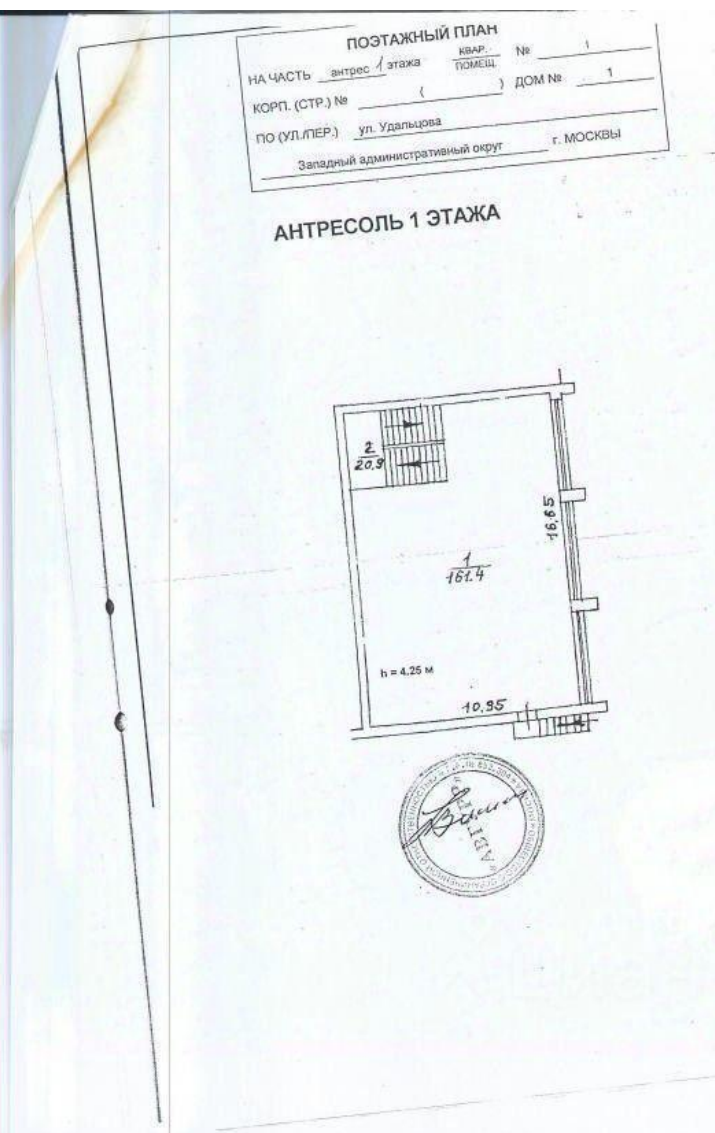 ПОЭТАЖНЫЙ ПЛАН
НА ЧАСТЬ антрес 1 этажа КВАР. ПОМЕЩ. № 1
КОРП. (СТР.) № ( ) ДОМ № 1
ПО (УЛ./ПЕР.) ул. Удальцова
Западный административный округ г. МОСКВЫ
АНТРЕСОЛЬ 1 ЭТАЖА
2
20,9
16,65
1
161.4
h = 4,25 м
10,95